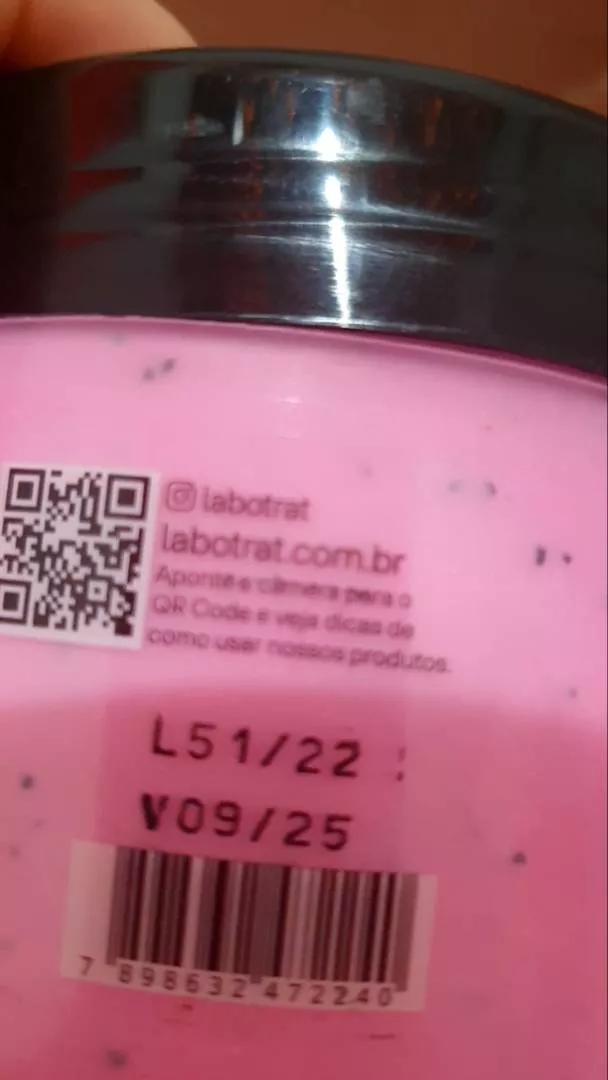 labotrat
labotrat.com.br
Aponte a câmera para o
QR Code e veja dicas de
como usar nossos produtos.
L51/22 :
V09/25
7 898632 472240